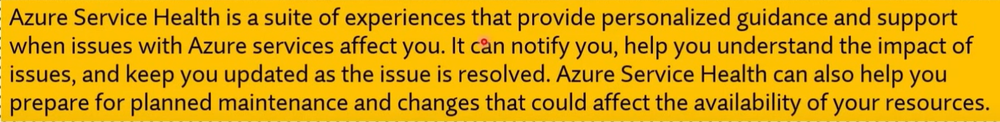 Azure Service Health is a suite of experiences that provide personalized guidance and support
when issues with Azure services affect you. It can notify you, help you understand the impact of
issues, and keep you updated as the issue is resolved. Azure Service Health can also help you
prepare for planned maintenance and changes that could affect the availability of your resources.